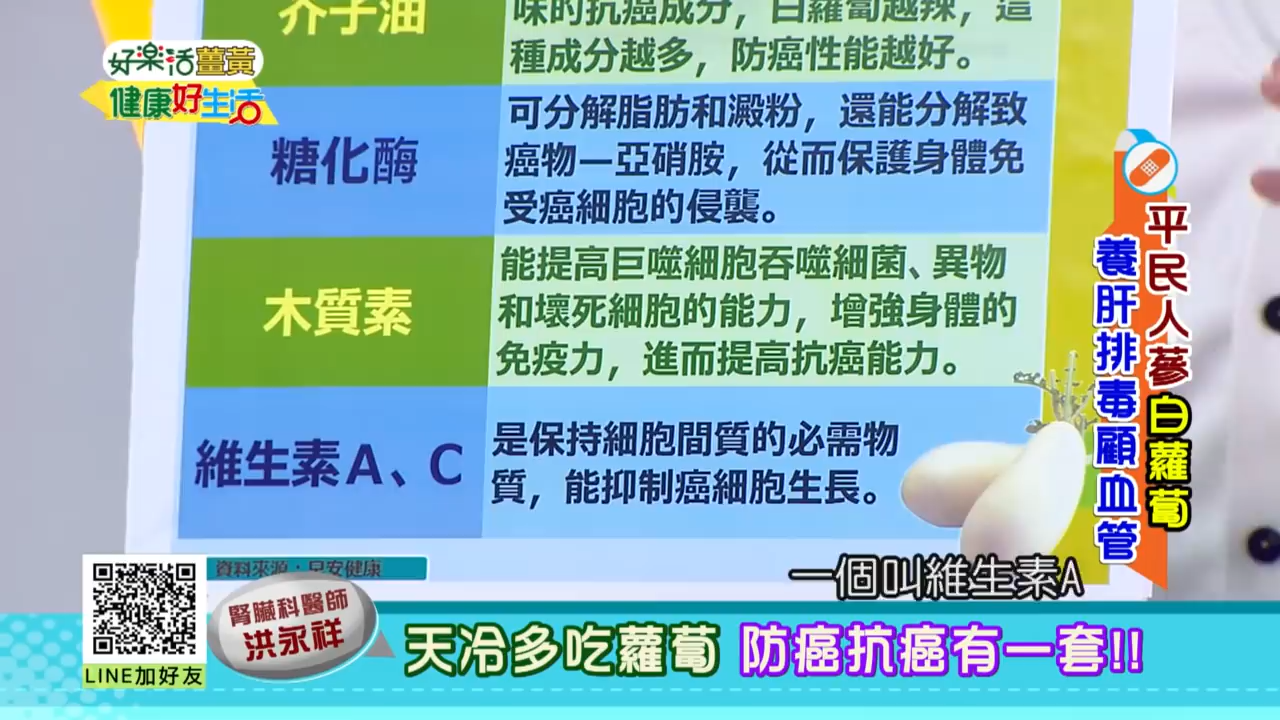 好楽活薑黃
健康好生活
芥子油
味的抗癌成分，白蘿蔔越辣，這
種成分越多，防癌性能越好。
糖化酶
可分解脂肪和澱粉，還能分解致
癌物—亞硝胺，從而保護身體免
受癌細胞的侵襲。
木質素
能提高巨噬細胞吞噬細菌、異物
和壞死細胞的能力，增強身體的
免疫力，進而提高抗癌能力。
維生素A、C
是保持細胞間質的必需物
質，能抑制癌細胞生長。
平民人蔘白蘿蔔
養肝排毒顧血管
資料來源：早安健康
一個叫維生素A
腎臟科醫師
洪永祥
天冷多吃蘿蔔 防癌抗癌有一套!!
LINE加好友